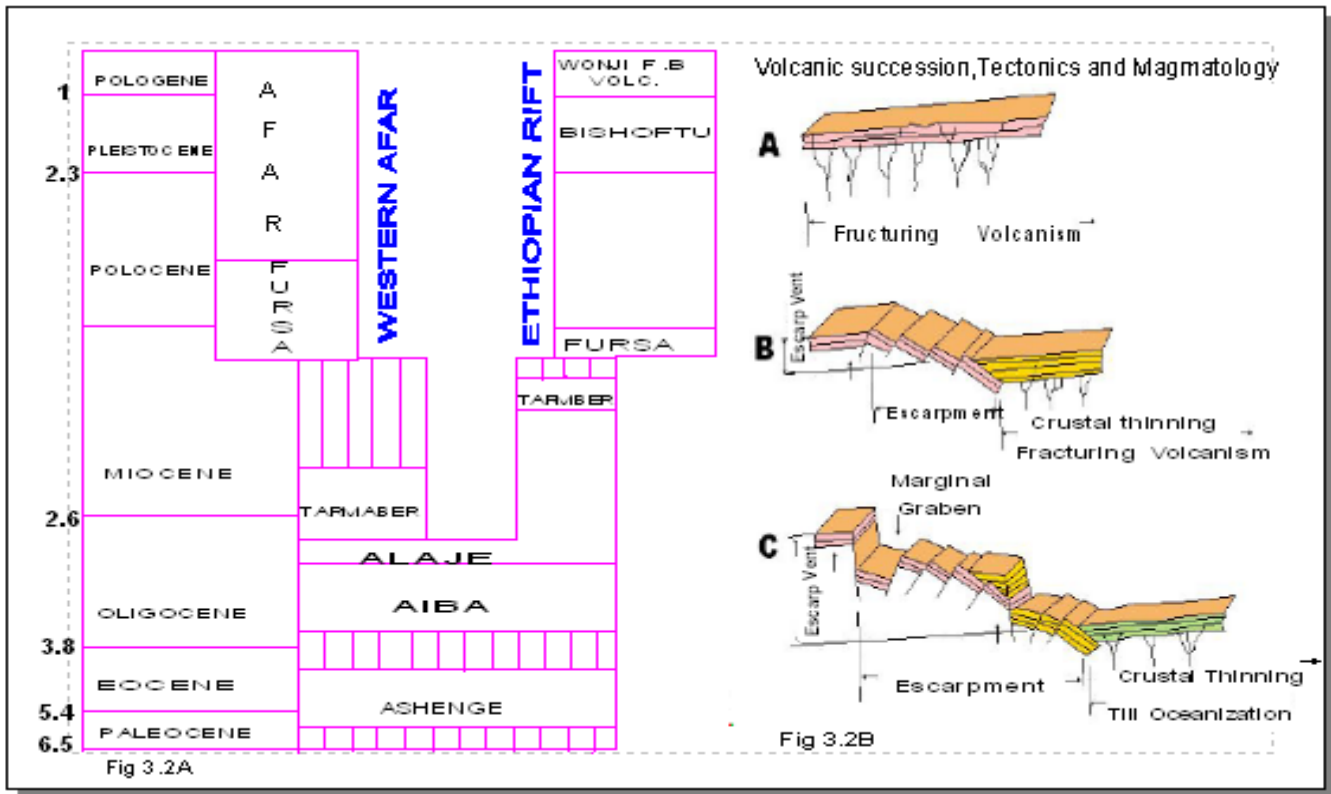 POLOGENE
1
PLEISTOCENE
2.3
POLOCENE
MIOCENE
2.6
OLIGOCENE
3.8
EOCENE
5.4
PALEOCENE
6.5
Fig 3.2A
AFAR
FURSA
WESTERN AFAR
TARMABER
ETHIOPIAN RIFT
WONJI F.B
VOLC.
BISHOFTU
FURSA
TARMBER
ALAJE
AIBA
ASHENGE
Volcanic succession,Tectonics and Magmatology
A
Fructuring Volcanism
B
Escarp Vent
Escarpment
Crustal thinning
Fracturing Volcanism
C
Escarp Vent
Marginal
Graben
Escarpment
Crustal Thinning
Till Oceanization
Fig 3.2B